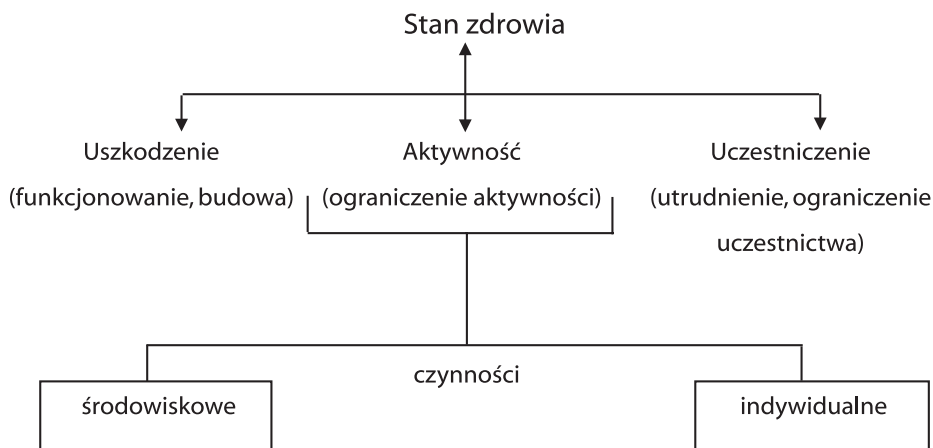 Stan zdrowia
Uszkodzenie
(funkcjonowanie, budowa)
Aktywność
(ograniczenie aktywności)
Uczestniczenie
(utrudnienie, ograniczenie
uczestnictwa)
czynności
środowiskowe
indywidualne